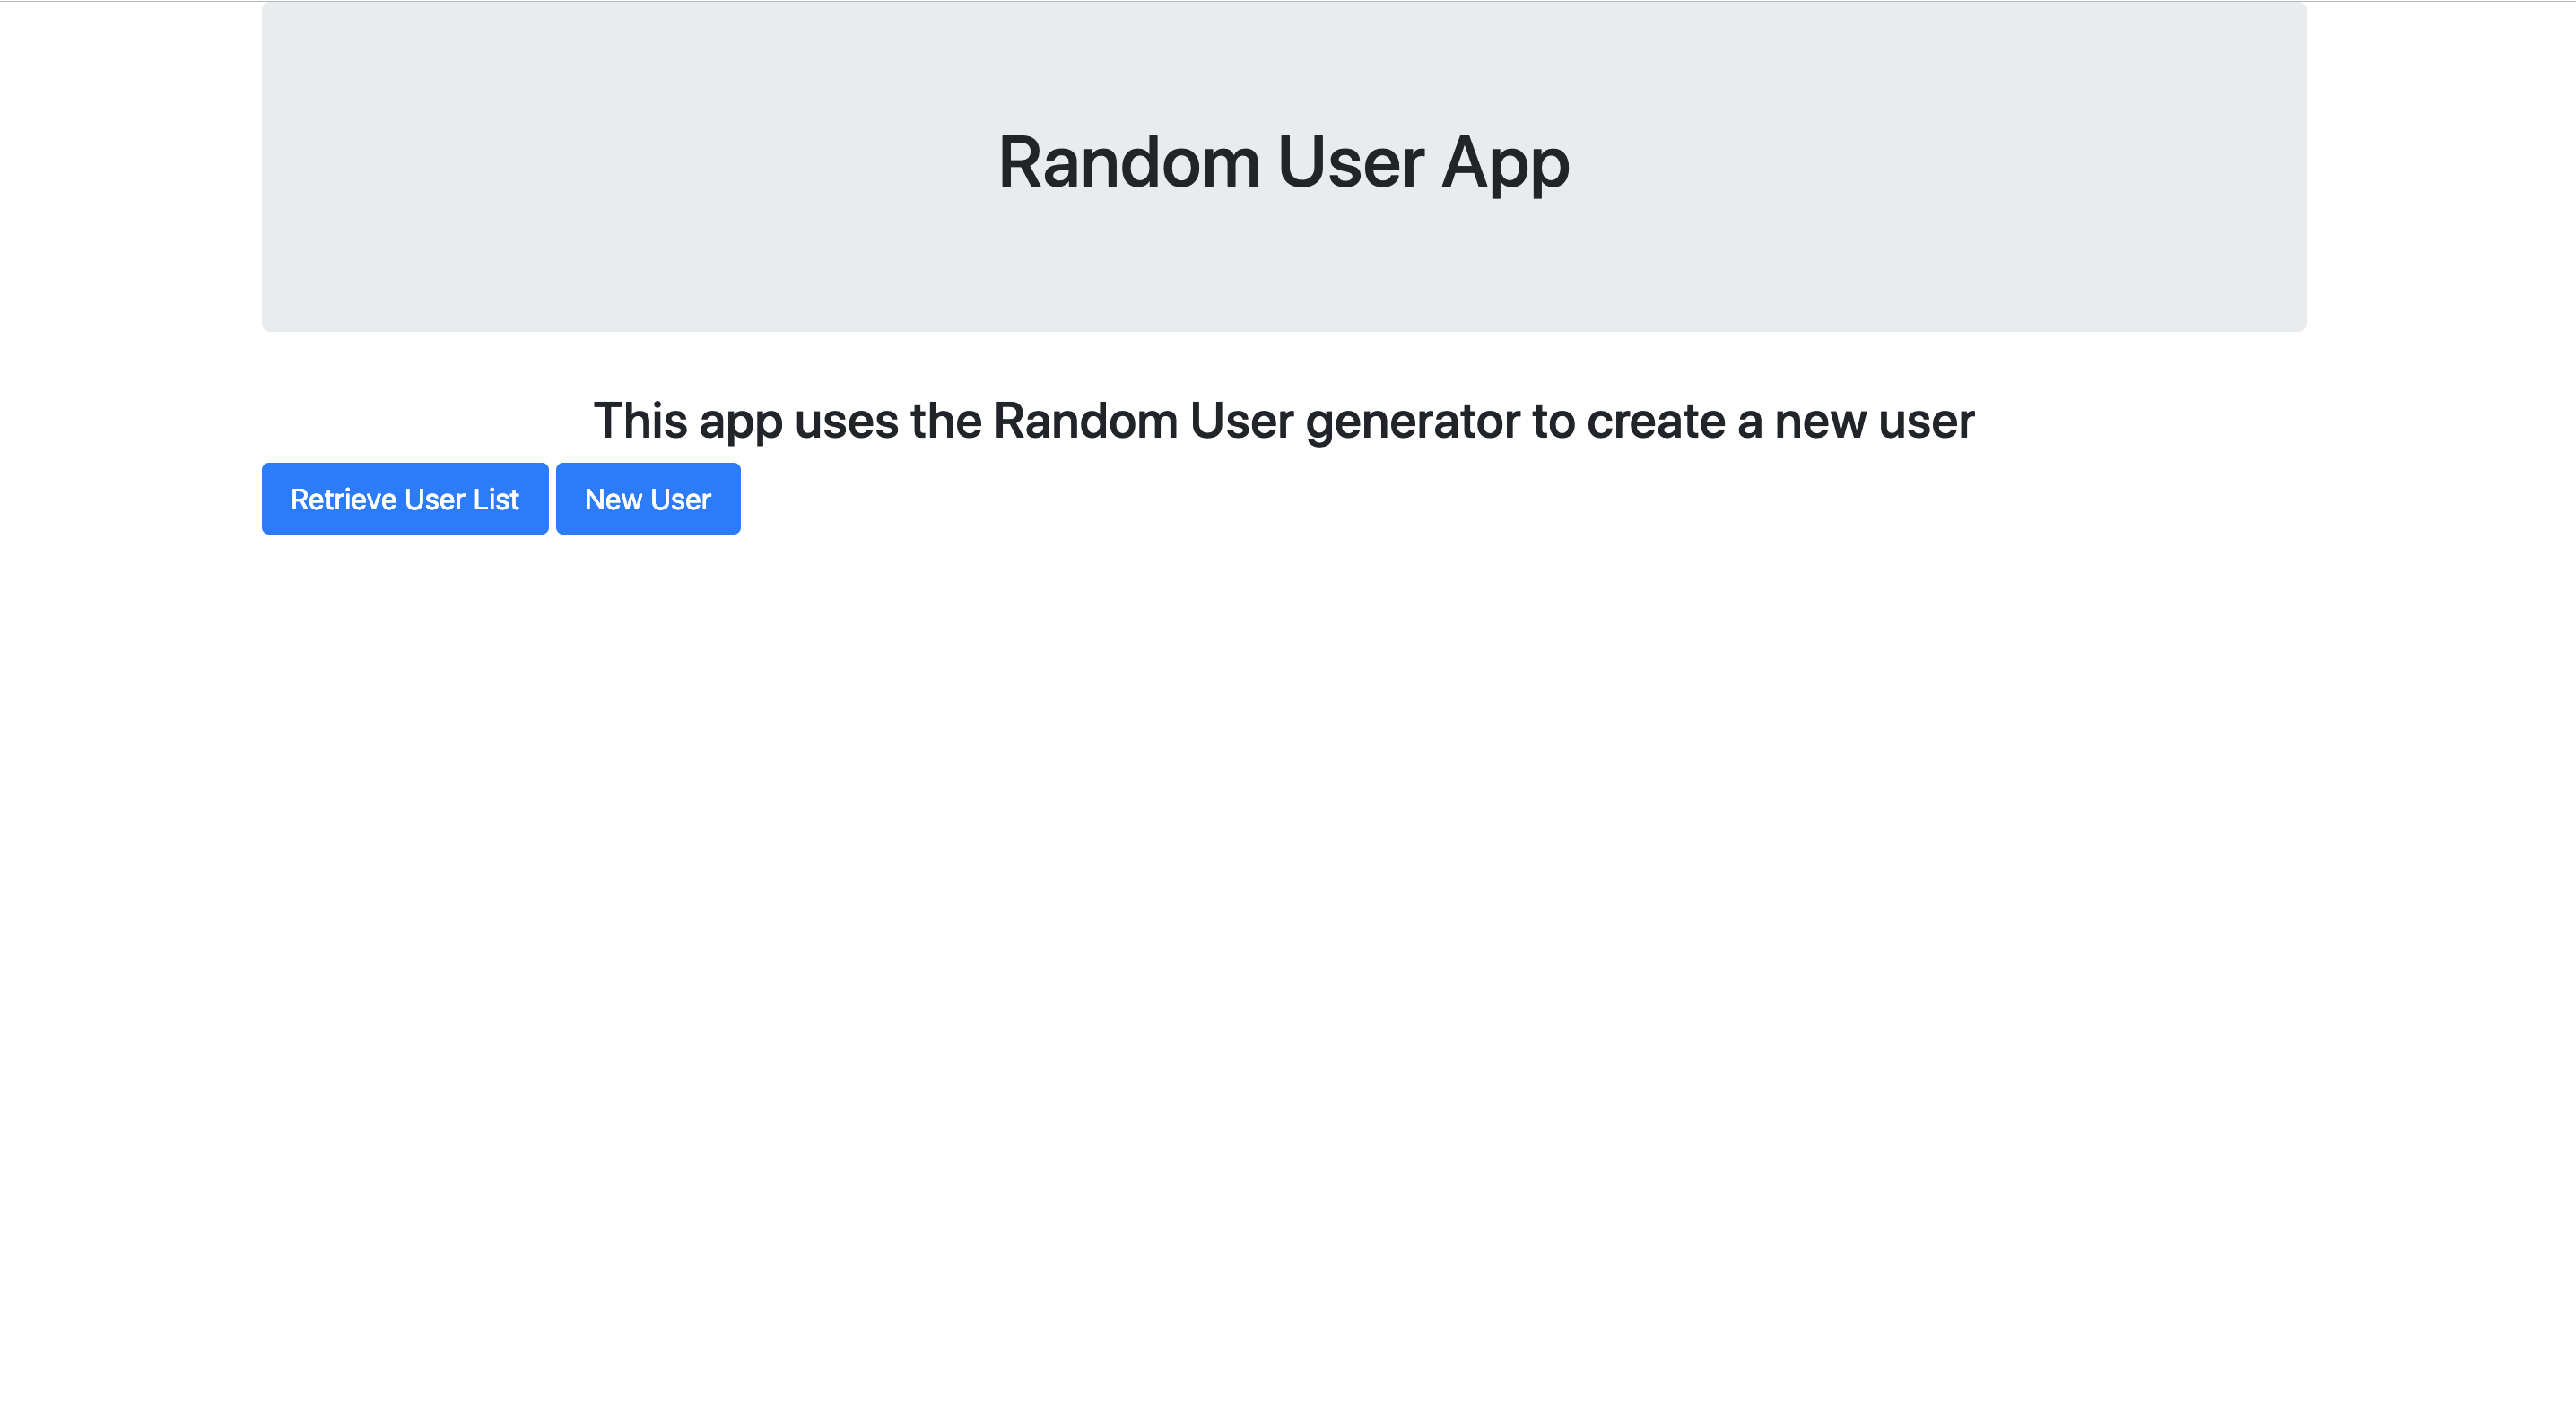 Random User App
This app uses the Random User generator to create a new user
Retrieve User List New User